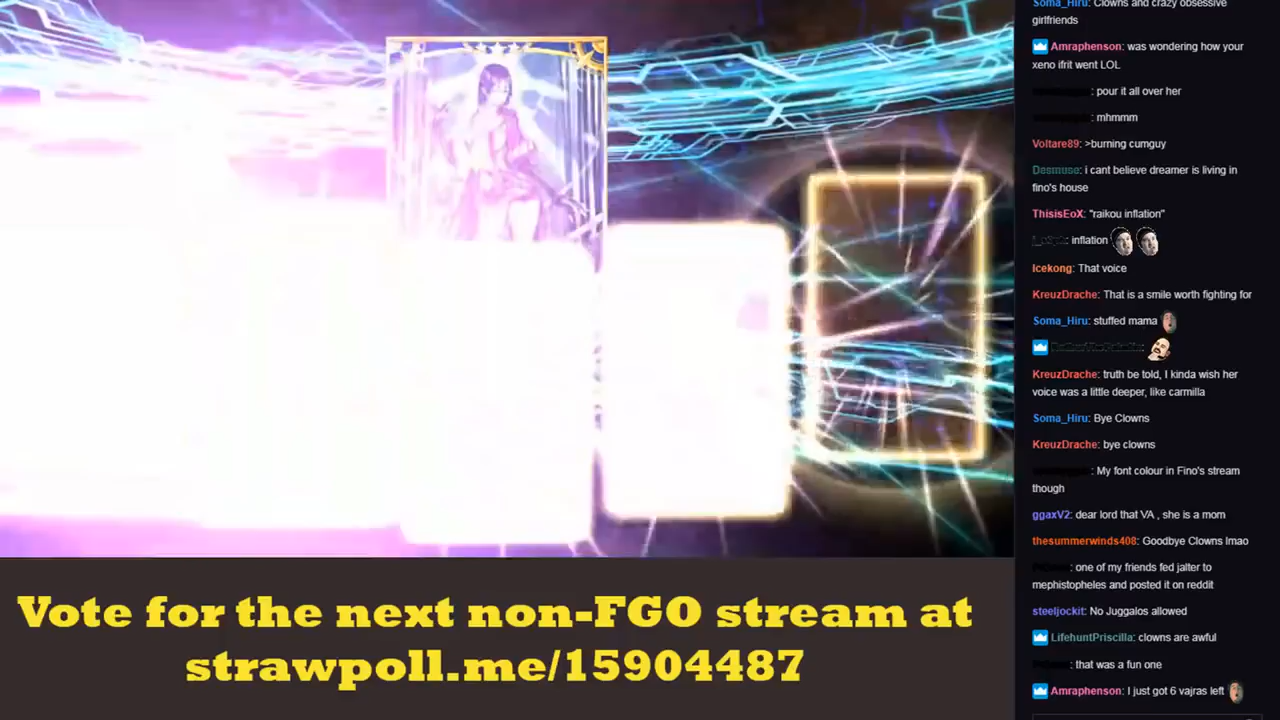 Vote for the next non-FGO stream at
strawpoll.me/15904487
Soma_Hiru: Clowns and crazy obsessive
girlfriends
Amraphenson: was wondering how your
xeno ifrit went LOL
: pour it all over her
: mhmmm
Voltare89: >burning cumguy
Desmuse: i cant believe dreamer is living in
fino's house
ThisisEoX: "raikou inflation"
: inflation
Icekong: That voice
KreuzDrache: That is a smile worth fighting for
Soma_Hiru: stuffed mama
KreuzDrache: truth be told, I kinda wish her
voice was a little deeper, like carmilla
Soma_Hiru: Bye Clowns
KreuzDrache: bye clowns
: My font colour in Fino's stream
though
ggaxV2: dear lord that VA , she is a mom
thesummerwinds408: Goodbye Clowns lmao
: one of my friends fed jalter to
mephistopheles and posted it on reddit
steeljockit: No Juggalos allowed
LifehuntPriscilla: clowns are awful
: that was a fun one
Amraphenson: I just got 6 vajras left